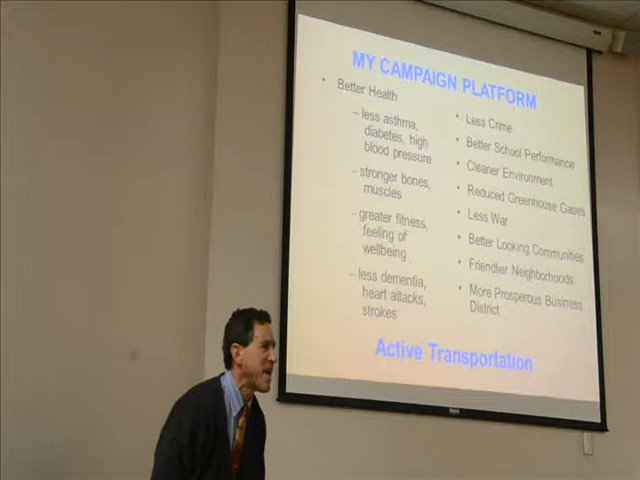 MY CAMPAIGN PLATFORM
• Better Health
– less asthma,
diabetes, high
blood pressure
– stronger bones,
muscles
– greater fitness,
feeling of
wellbeing
– less dementia,
heart attacks,
strokes
• Less Crime
• Better School Performance
• Cleaner Environment
• Reduced Greenhouse Gases
• Less War
• Better Looking Communities
• Friendlier Neighborhoods
• More Prosperous Business
District
Active Transportation